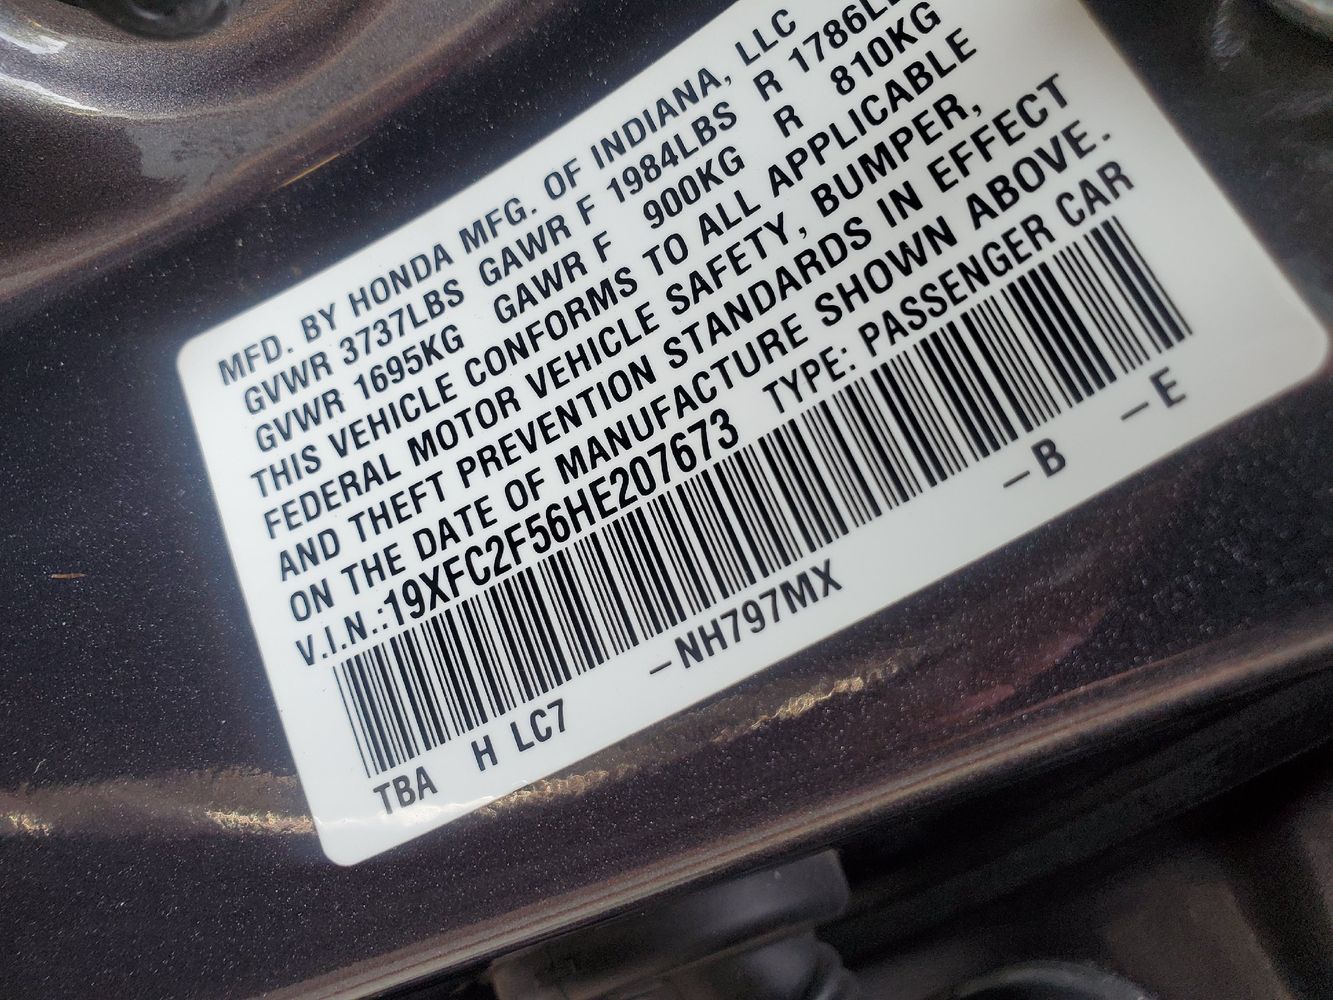 MFD. BY HONDA MFG. OF INDIANA, LLC
GVWR 3737LBS GAWR F 1984LBS R 1786LB
GVWR 1695KG GAWR F 900KG R 810KG
THIS VEHICLE CONFORMS TO ALL APPLICABLE
FEDERAL MOTOR VEHICLE SAFETY, BUMPER,
AND THEFT PREVENTION STANDARDS IN EFFECT
ON THE DATE OF MANUFACTURE SHOWN ABOVE.
V.I.N.:19XFC2F56HE207673 TYPE: PASSENGER CAR
TBA H LC7 –NH797MX –B –E